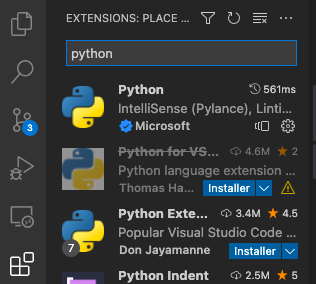 EXTENSIONS: PLACE ...
python
3
Python 561ms
IntelliSense (Pylance), Linti...
Microsoft
Python for VS... 4.6M 2
Python language extension
Thomas Ha... Installer
Python Exte... 3.4M 4.5
Popular Visual Studio Code ...
7
Don Jayamanne Installer
Python Indent 2.5M 5